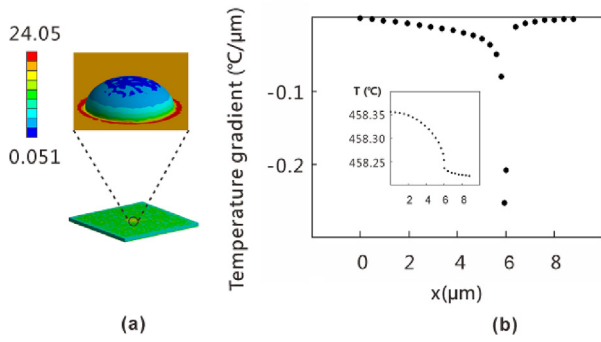 24.05
0.051
(a)
Temperature gradient (℃/μm)
-0.1
-0.2
0 2 4 6 8
x(μm)
T (℃)
458.35
458.30
458.25
2 4 6 8
(b)